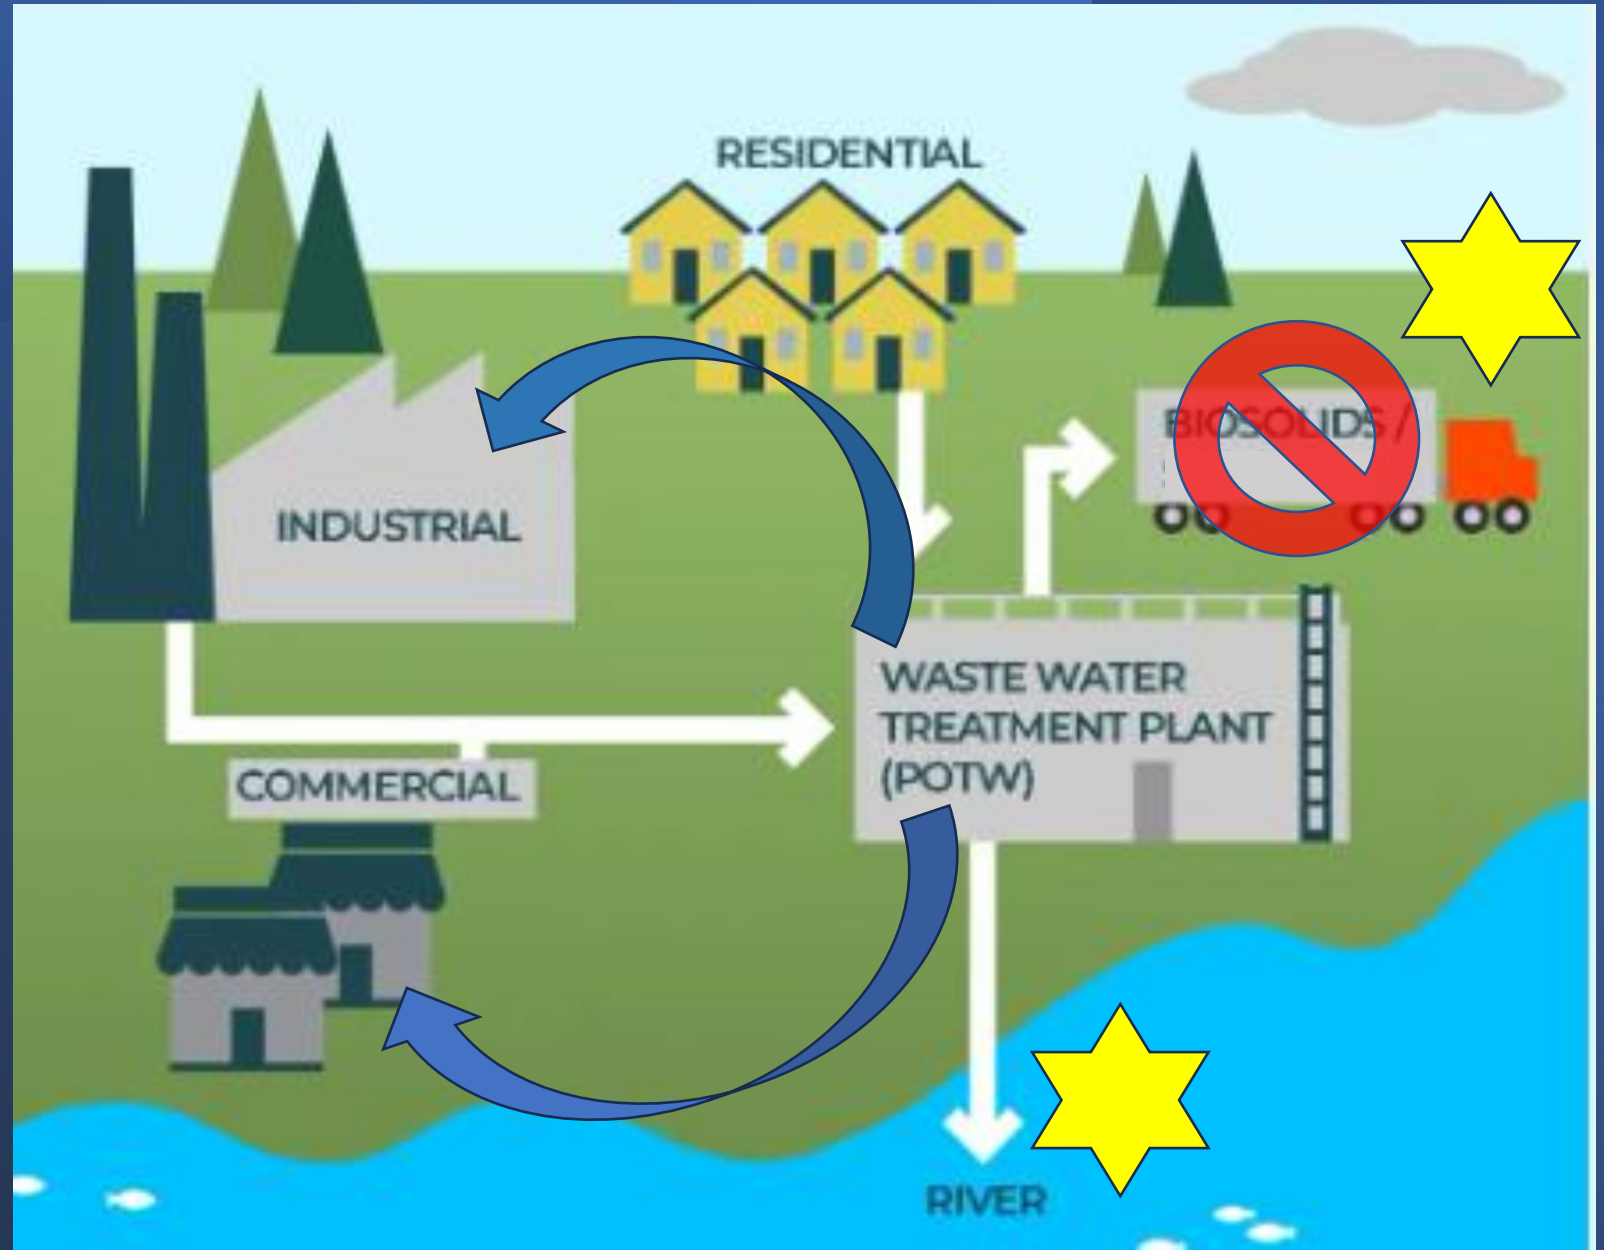 RESIDENTIAL
BIOSOLIDS /
INDUSTRIAL
WASTE WATER
TREATMENT PLANT
(POTW)
COMMERCIAL
RIVER